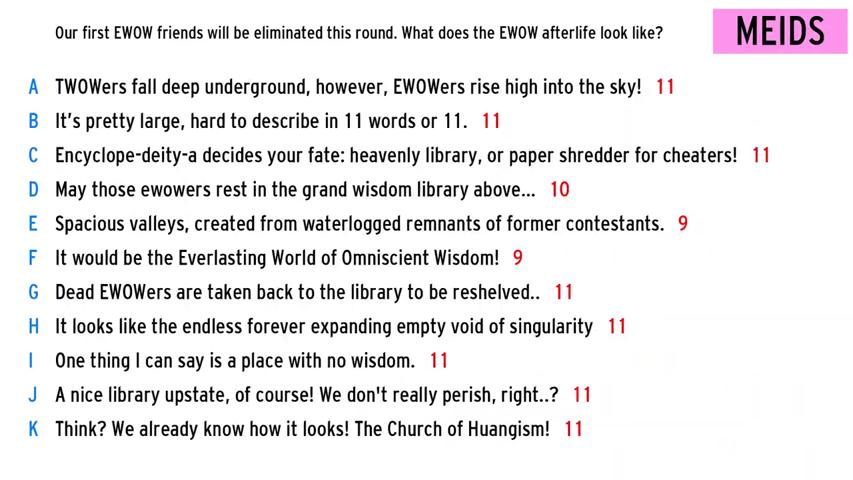 Our first EWOW friends will be eliminated this round. What does the EWOW afterlife look like?
MEIDS
A TWOWers fall deep underground, however, EWOWers rise high into the sky! 11
B It's pretty large, hard to describe in 11 words or 11. 11
C Encyclope-deity-a decides your fate: heavenly library, or paper shredder for cheaters! 11
D May those ewowers rest in the grand wisdom library above... 10
E Spacious valleys, created from waterlogged remnants of former contestants. 9
F It would be the Everlasting World of Omniscient Wisdom! 9
G Dead EWOWers are taken back to the library to be reshelved.. 11
H It looks like the endless forever expanding empty void of singularity 11
I One thing I can say is a place with no wisdom. 11
J A nice library upstate, of course! We don't really perish, right..? 11
K Think? We already know how it looks! The Church of Huangism! 11